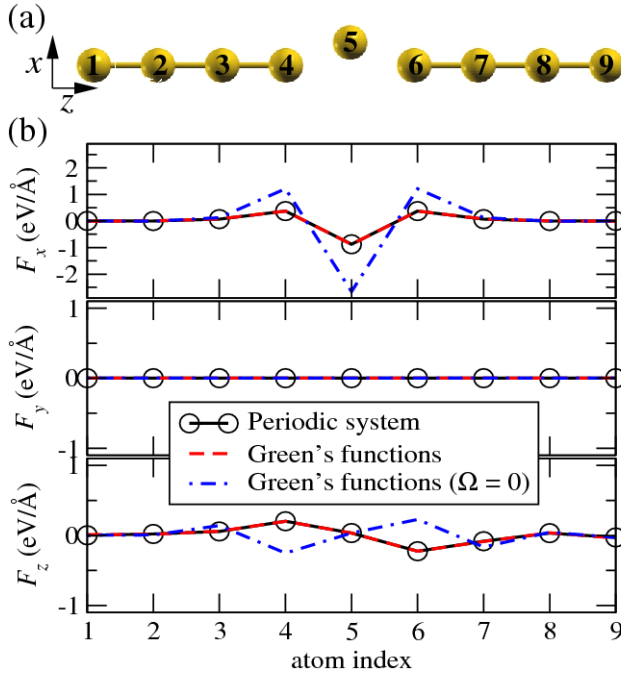 (a)
x
z
1 2 3 4 5 6 7 8 9
(b)
F_x (eV/Å)
2
1
0
-1
-2
F_y (eV/Å)
1
0
-1
Periodic system
Green's functions
Green's functions (Ω = 0)
F_z (eV/Å)
1
0
-1
1 2 3 4 5 6 7 8 9
atom index